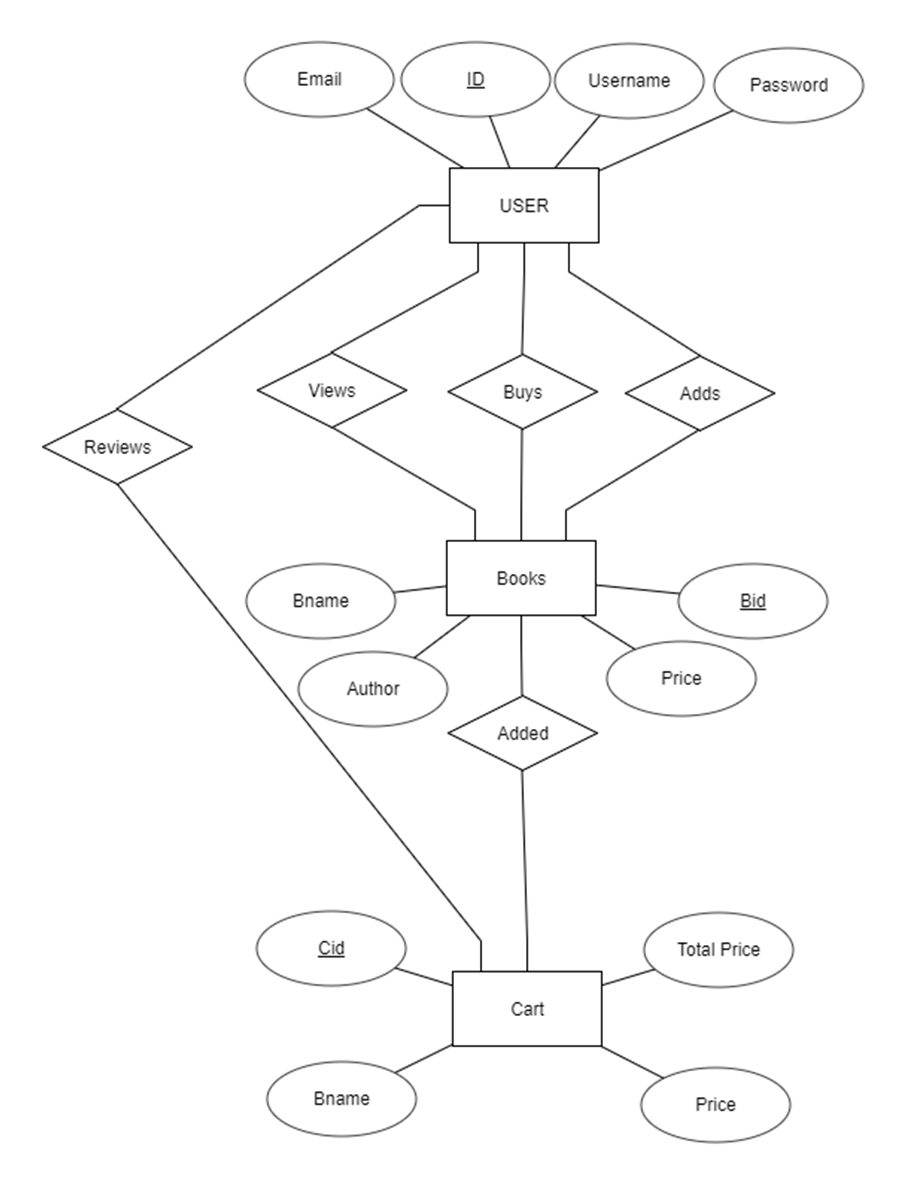 Email
ID
Username
Password
USER
Views
Buys
Adds
Reviews
Books
Bname
Bid
Author
Price
Added
Cid
Total Price
Cart
Bname
Price